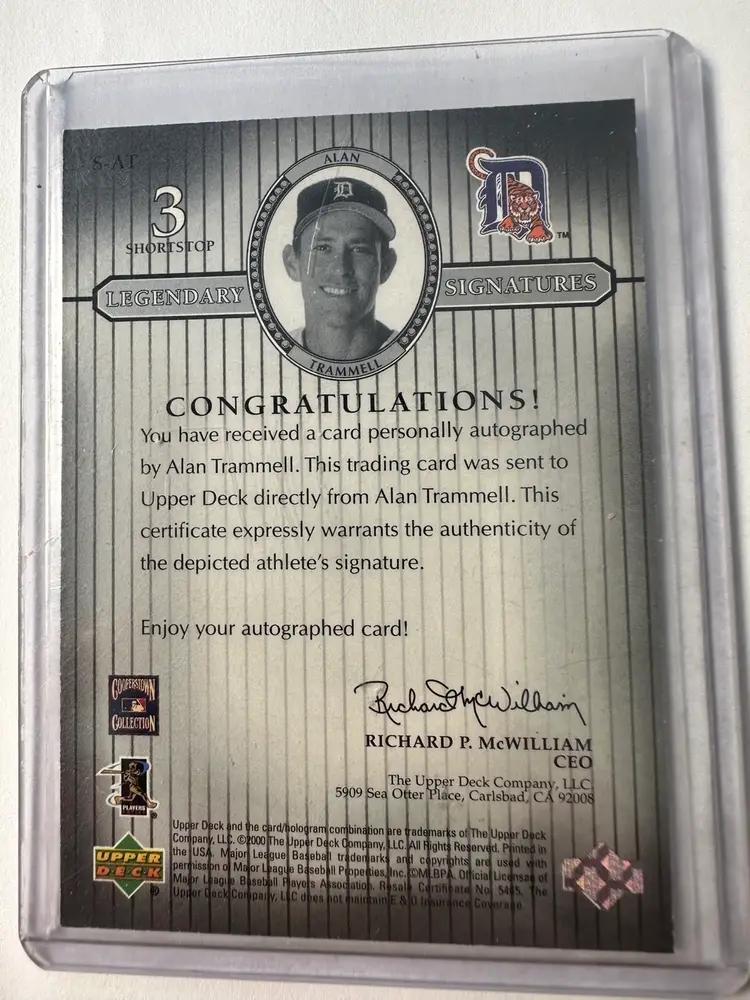 S-AT
3
SHORTSTOP
ALAN
TRAMMELL
D
D
TM
LEGENDARY
SIGNATURES
CONGRATULATIONS!
You have received a card personally autographed
by Alan Trammell. This trading card was sent to
Upper Deck directly from Alan Trammell. This
certificate expressly warrants the authenticity of
the depicted athlete's signature.
Enjoy your autographed card!
Richard P. McWilliam
RICHARD P. McWILLIAM
CEO
The Upper Deck Company, LLC.
5909 Sea Otter Place, Carlsbad, CA 92008
COOPERSTOWN
COLLECTION
PLAYERS
UPPER
DECK
®
Upper Deck and the card/hologram combination are trademarks of The Upper Deck
Company, LLC. ©2000 The Upper Deck Company, LLC. All Rights Reserved. Printed in
the USA. Major League Baseball trademarks and copyrights are used with
permission of Major League Baseball Properties, Inc. ©MLBPA. Official Licensee of
Major League Baseball Players Association. Resale Certificate No. 5465. The
Upper Deck Company, LLC does not maintain E & O Insurance Coverage.